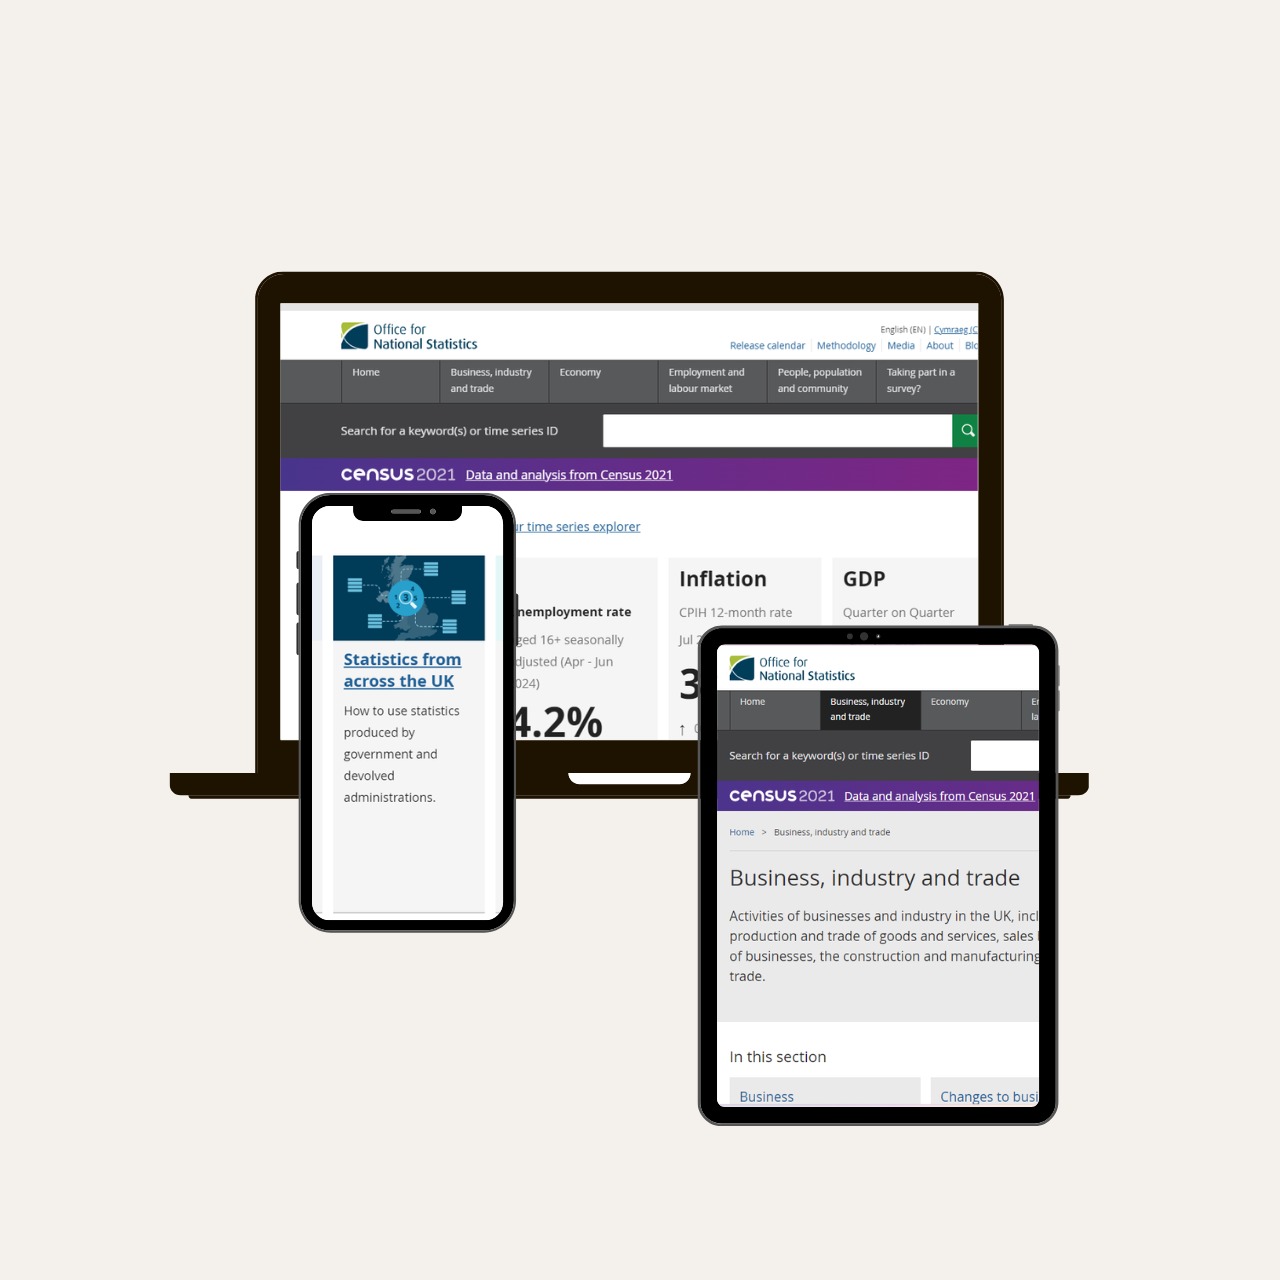 Office for
National Statistics
English (EN) | Cymraeg (C
Release calendar Methodology Media About Blo
Home Business, industry and trade Economy Employment and labour market People, population and community Taking part in a survey?
Search for a keyword(s) or time series ID
census 2021 Data and analysis from Census 2021
ur time series explorer
nemployment rate
ged 16+ seasonally
djusted (Apr - Jun
024)
4.2%
Inflation
CPIH 12-month rate
Jul 2
3
↑
GDP
Quarter on Quarter
Statistics from
across the UK
How to use statistics
produced by
government and
devolved
administrations.
Office for
National Statistics
Home Business, industry and trade Economy
Search for a keyword(s) or time series ID
census 2021 Data and analysis from Census 2021
Home > Business, industry and trade
Business, industry and trade
Activities of businesses and industry in the UK, incl
production and trade of goods and services, sales
of businesses, the construction and manufacturing
trade.
In this section
Business
Changes to busi